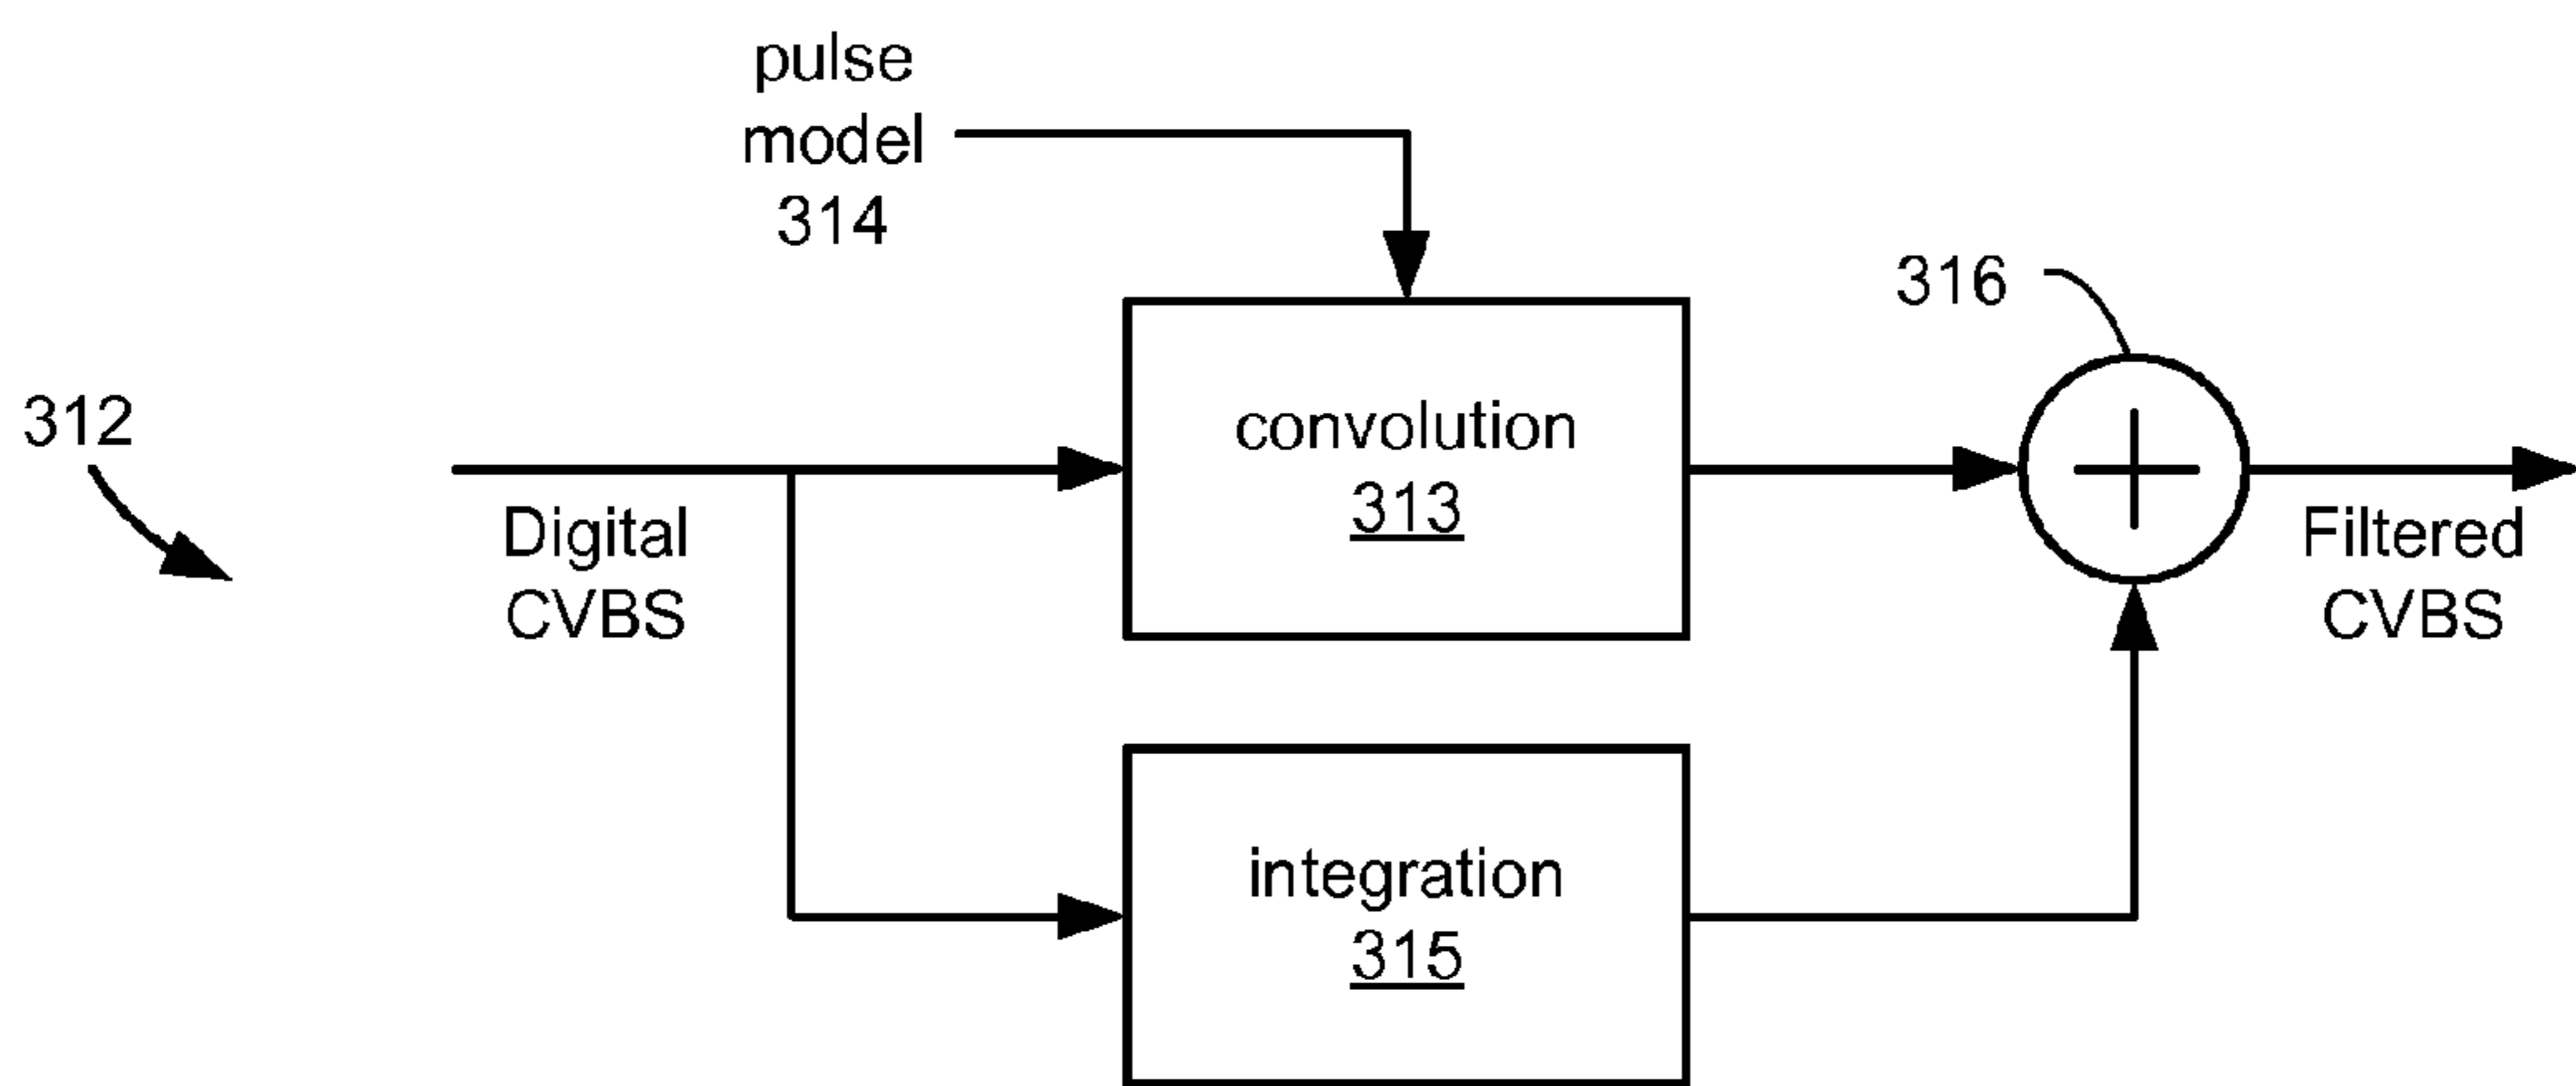 pulse
model
314
316
312
convolution
313
Digital
CVBS
Filtered
CVBS
integration
315